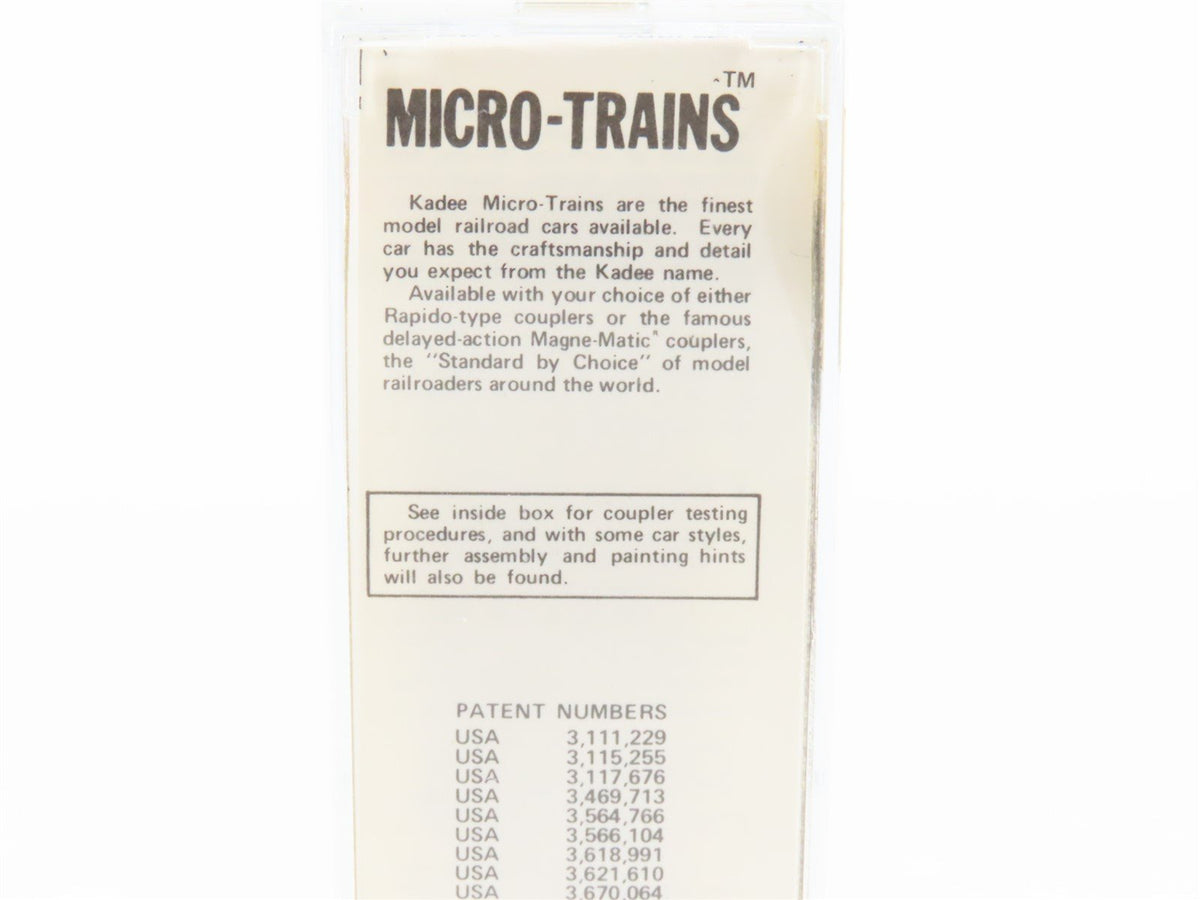 MICRO-TRAINS™
Kadee Micro-Trains are the finest
model railroad cars available. Every
car has the craftsmanship and detail
you expect from the Kadee name.
Available with your choice of either
Rapido-type couplers or the famous
delayed-action Magne-Matic® couplers,
the "Standard by Choice" of model
railroaders around the world.
See inside box for coupler testing
procedures, and with some car styles,
further assembly and painting hints
will also be found.
PATENT NUMBERS
USA 3,111,229
USA 3,115,255
USA 3,117,676
USA 3,469,713
USA 3,564,766
USA 3,566,104
USA 3,618,991
USA 3,621,610
USA 3,670,064